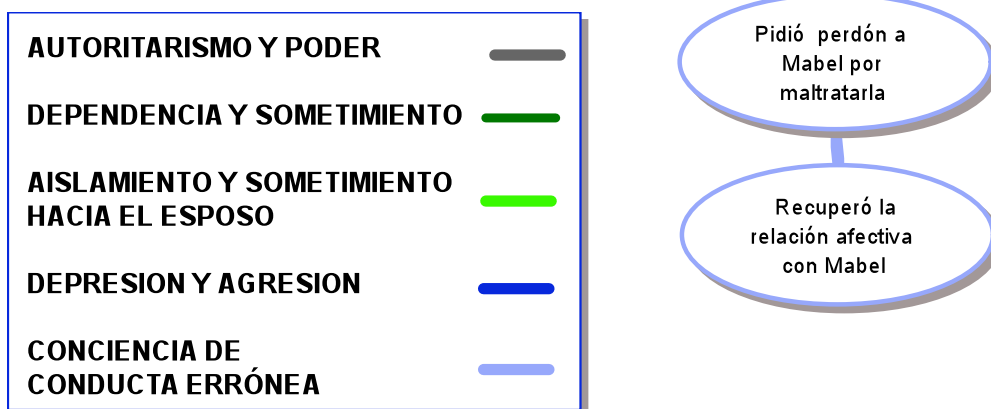 AUTORITARISMO Y PODER
DEPENDENCIA Y SOMETIMIENTO
AISLAMIENTO Y SOMETIMIENTO
HACIA EL ESPOSO
DEPRESION Y AGRESION
CONCIENCIA DE
CONDUCTA ERRÓNEA
Pidió perdón a
Mabel por
maltratarla
Recuperó la
relación afectiva
con Mabel